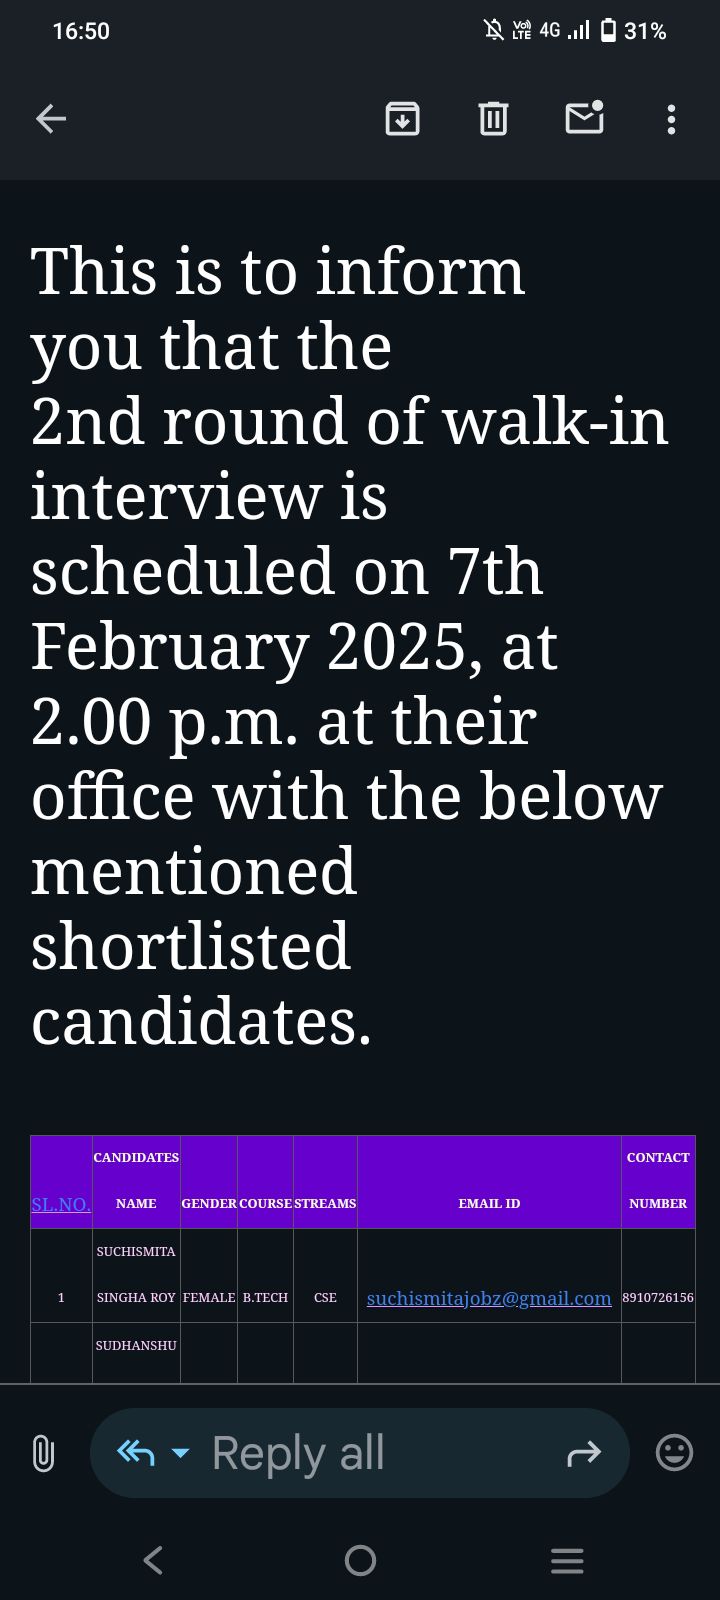 16:50
Vo)) LTE 4G 31%
This is to inform
you that the
2nd round of walk-in
interview is
scheduled on 7th
February 2025, at
2.00 p.m. at their
office with the below
mentioned
shortlisted
candidates.
SL.NO. CANDIDATES NAME GENDER COURSE STREAMS EMAIL ID CONTACT NUMBER
1 SUCHISMITA SINGHA ROY FEMALE B.TECH CSE suchismitajobz@gmail.com 8910726156
SUDHANSHU
Reply all